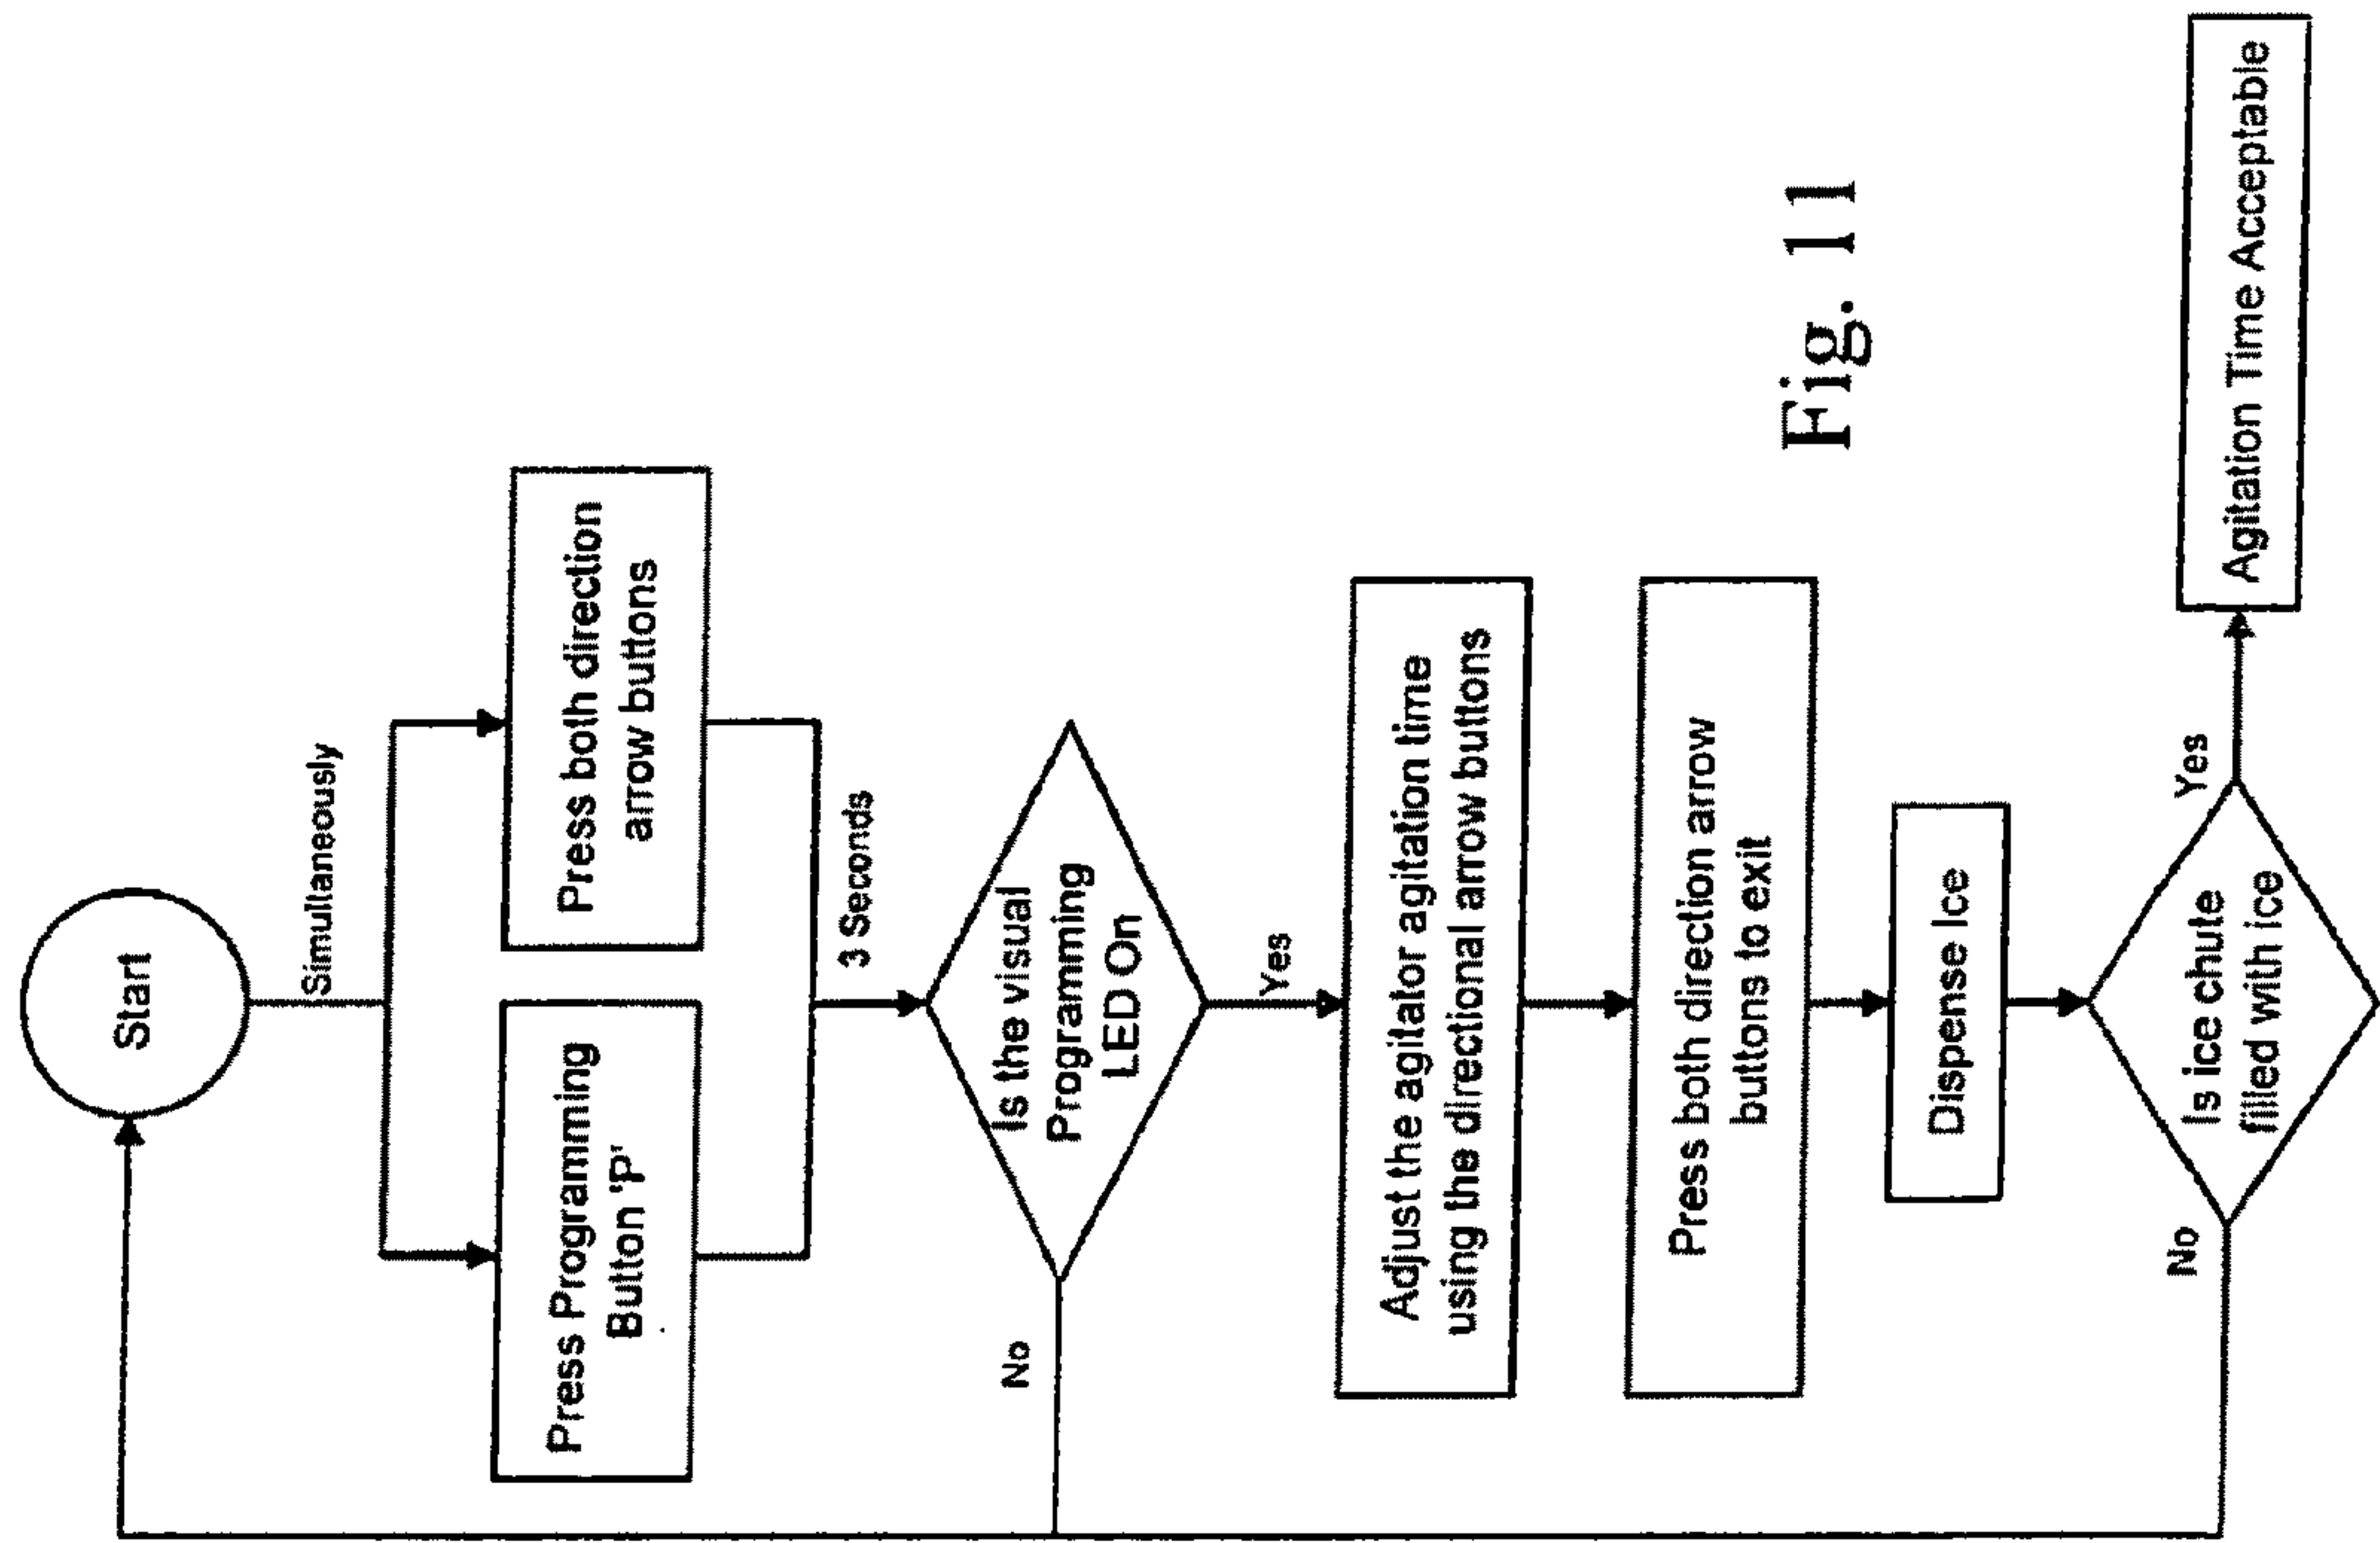 Start
Simultaneously
Press Programming
Button 'P'
Press both direction
arrow buttons
3 Seconds
Is the visual
Programming
LED On
No
Yes
Adjust the agitator agitation time
using the directional arrow buttons
Press both direction arrow
buttons to exit
Dispense Ice
Is ice chute
filled with ice
No
Yes
Agitation Time Acceptable
Fig. 11